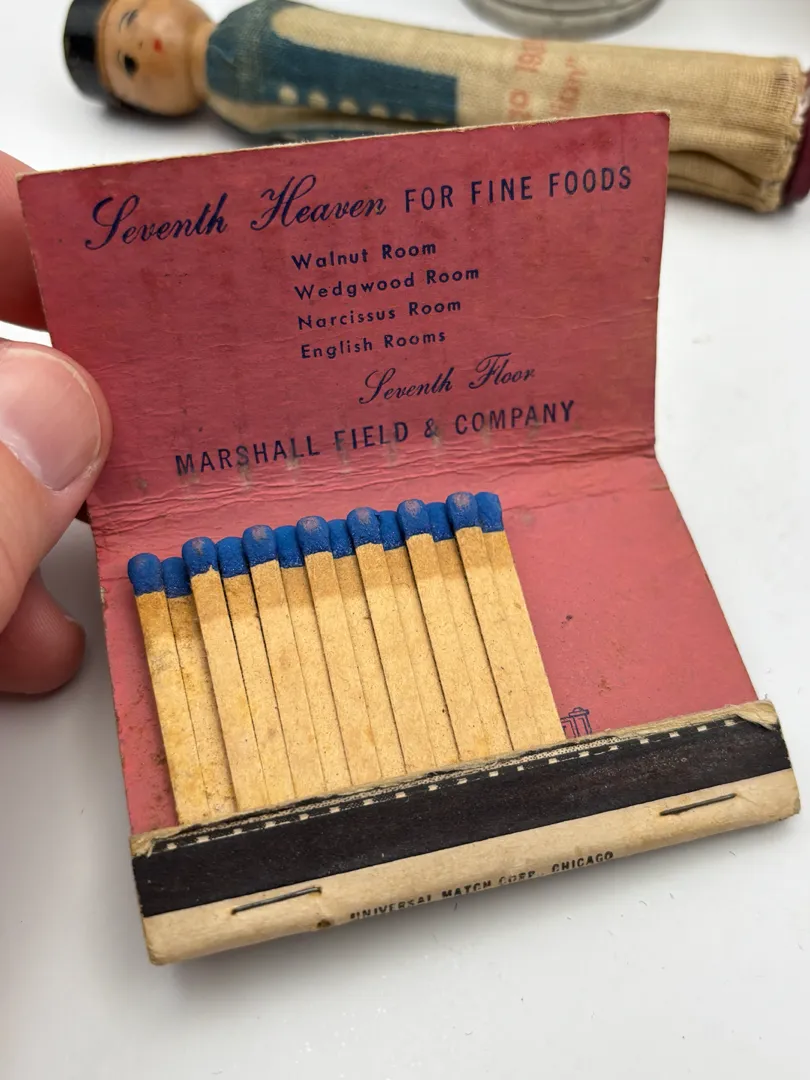 Seventh Heaven FOR FINE FOODS
Walnut Room
Wedgwood Room
Narcissus Room
English Rooms
Seventh Floor
MARSHALL FIELD & COMPANY
UNIVERSAL MATCH CORP., CHICAGO